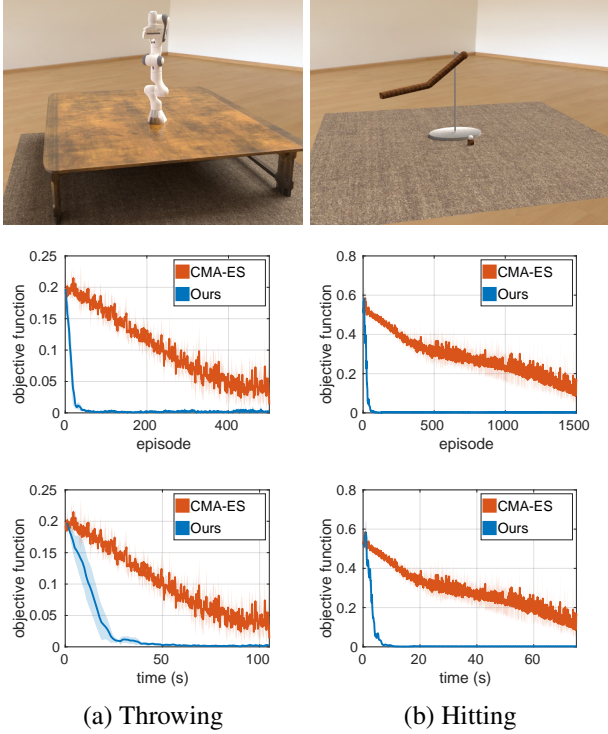 0.25
0.2
0.15
0.1
0.05
0
objective function
CMA-ES
Ours
0 200 400
episode
0.8
0.6
0.4
0.2
0
objective function
CMA-ES
Ours
0 500 1000 1500
episode
0.2
0.15
0.1
0.05
0
objective function
CMA-ES
Ours
0 50 100
time (s)
0.8
0.6
0.4
0.2
0
objective function
CMA-ES
Ours
0 20 40 60
time (s)
(a) Throwing
(b) Hitting